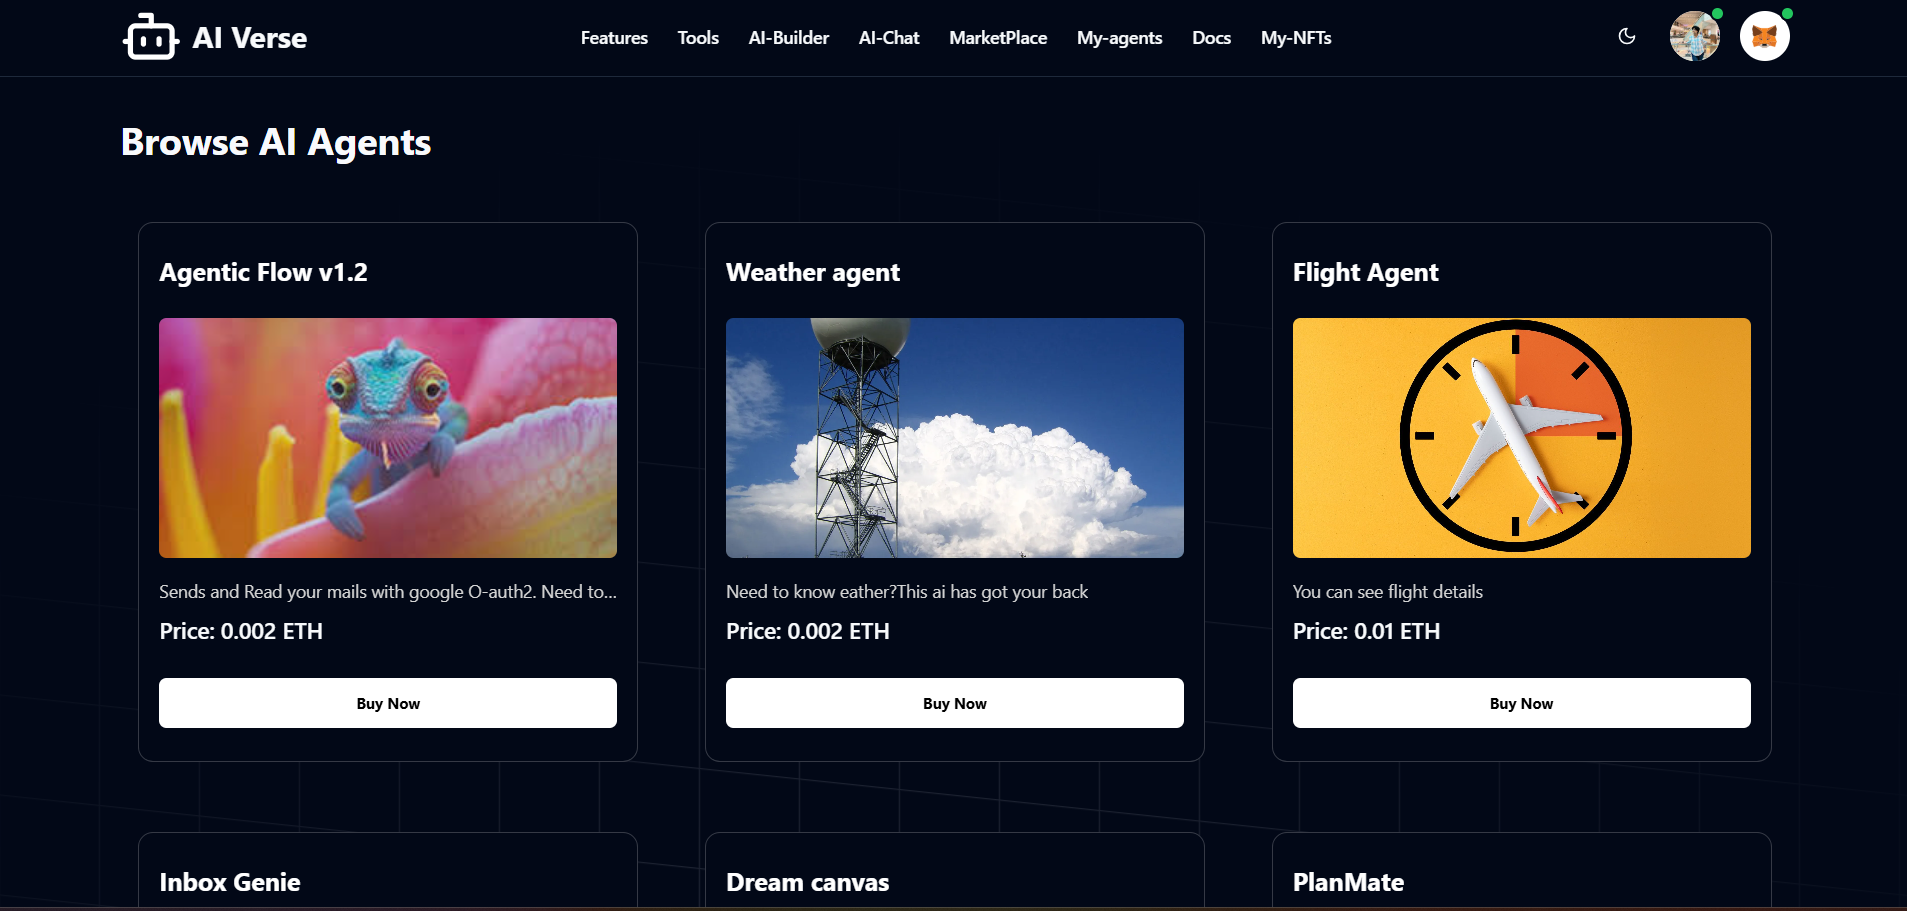 AI Verse
Features Tools AI-Builder AI-Chat MarketPlace My-agents Docs My-NFTs
Browse AI Agents
Agentic Flow v1.2
Sends and Read your mails with google O-auth2. Need to...
Price: 0.002 ETH
Buy Now
Weather agent
Need to know eather?This ai has got your back
Price: 0.002 ETH
Buy Now
Flight Agent
You can see flight details
Price: 0.01 ETH
Buy Now
Inbox Genie
Dream canvas
PlanMate